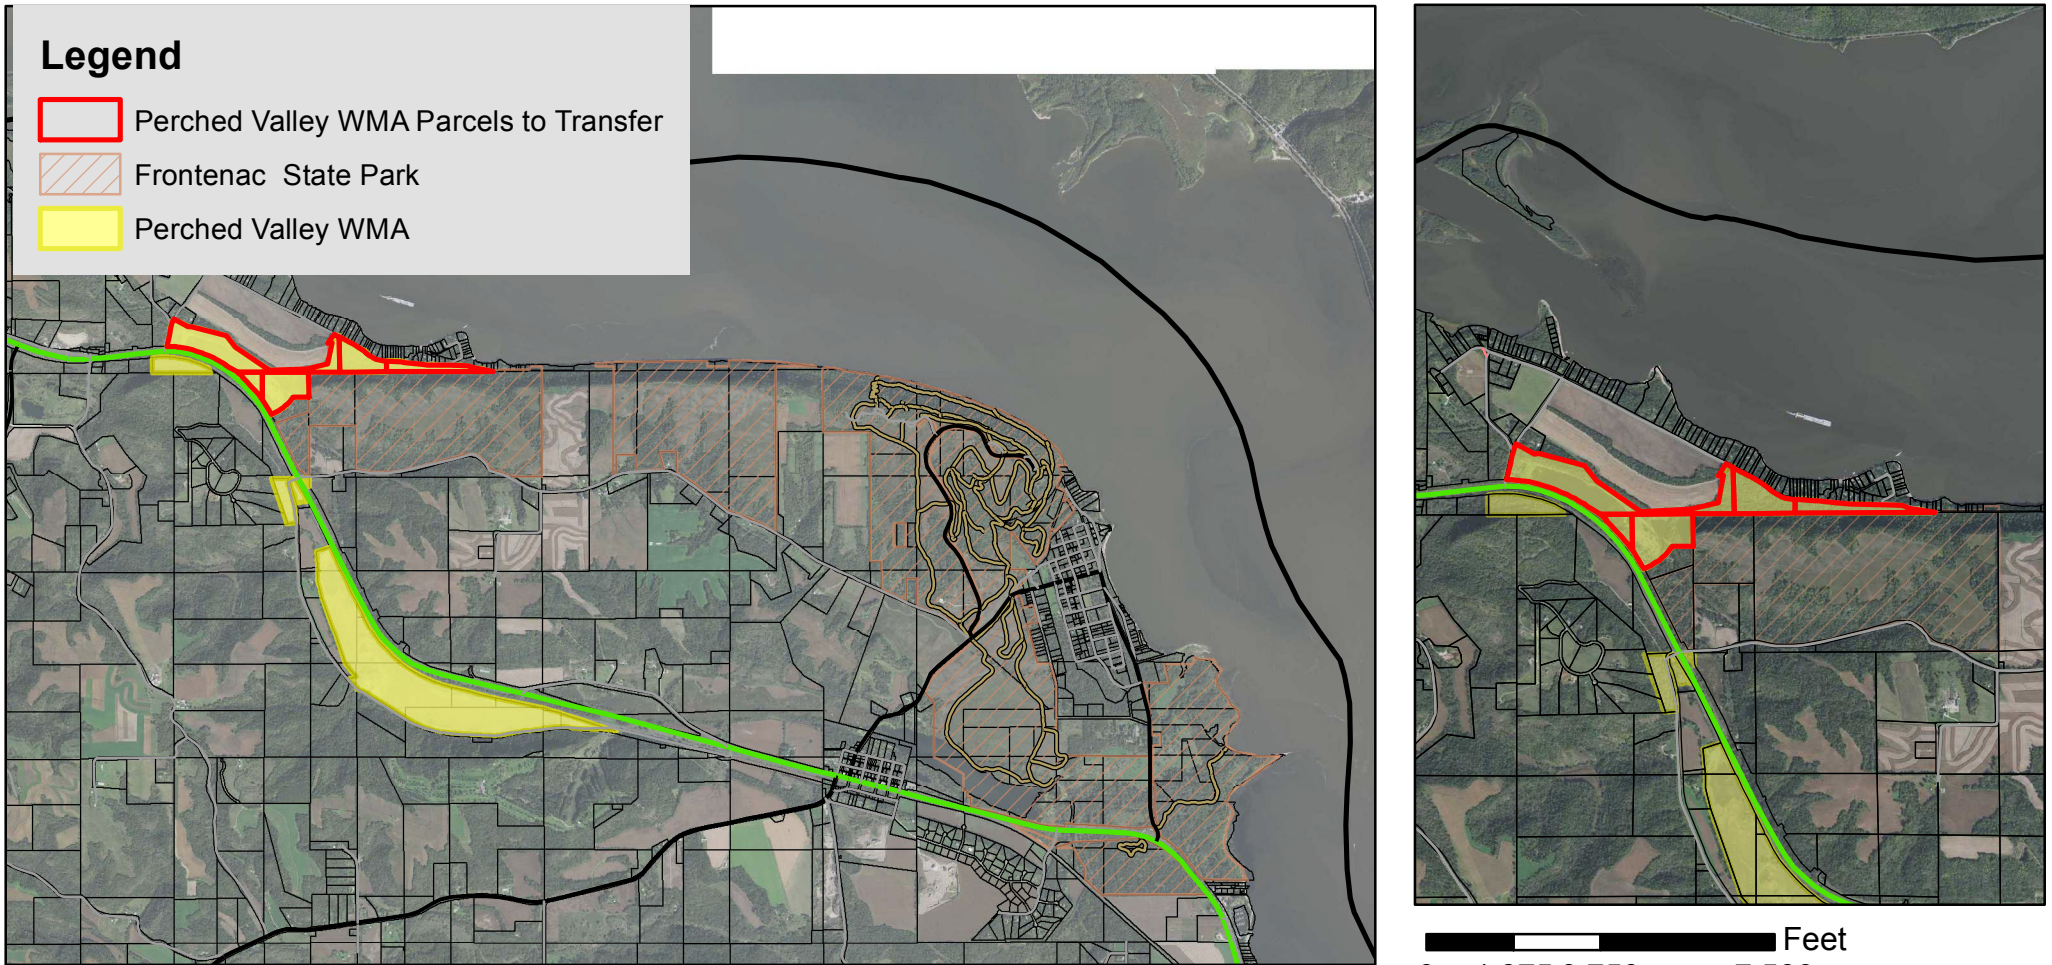 Legend
Perched Valley WMA Parcels to Transfer
Frontenac State Park
Perched Valley WMA
Feet